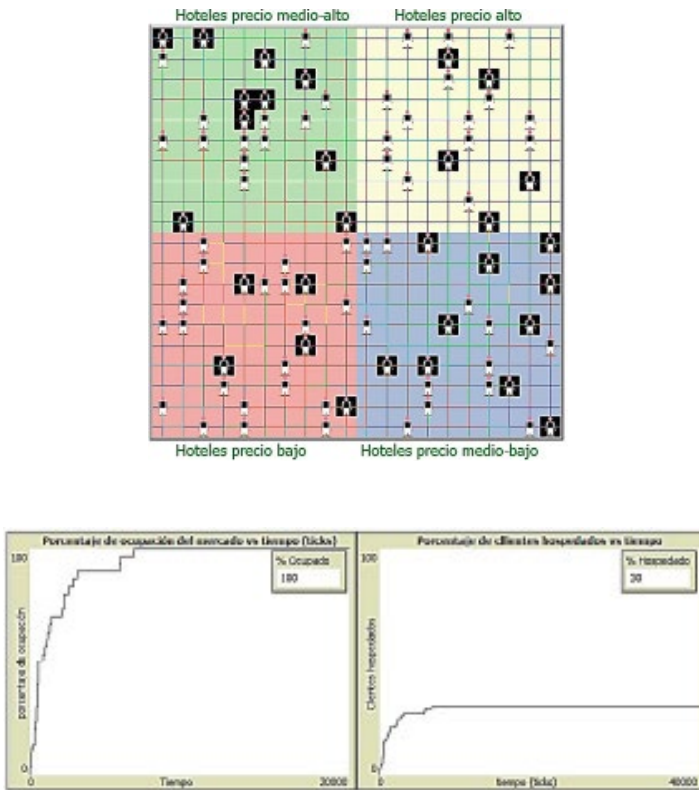 Hoteles precio medio-alto
Hoteles precio alto
Hoteles precio bajo
Hoteles precio medio-bajo
Porcentaje de ocupación del mercado vs tiempo (ticks)
100
% Ocupado
100
porcentaje de ocupación
0
0
Tiempo
20000
Porcentaje de clientes hospedados vs tiempo
100
% Hospedado
30
Clientes hospedados
0
0
tiempo (ticks)
40000